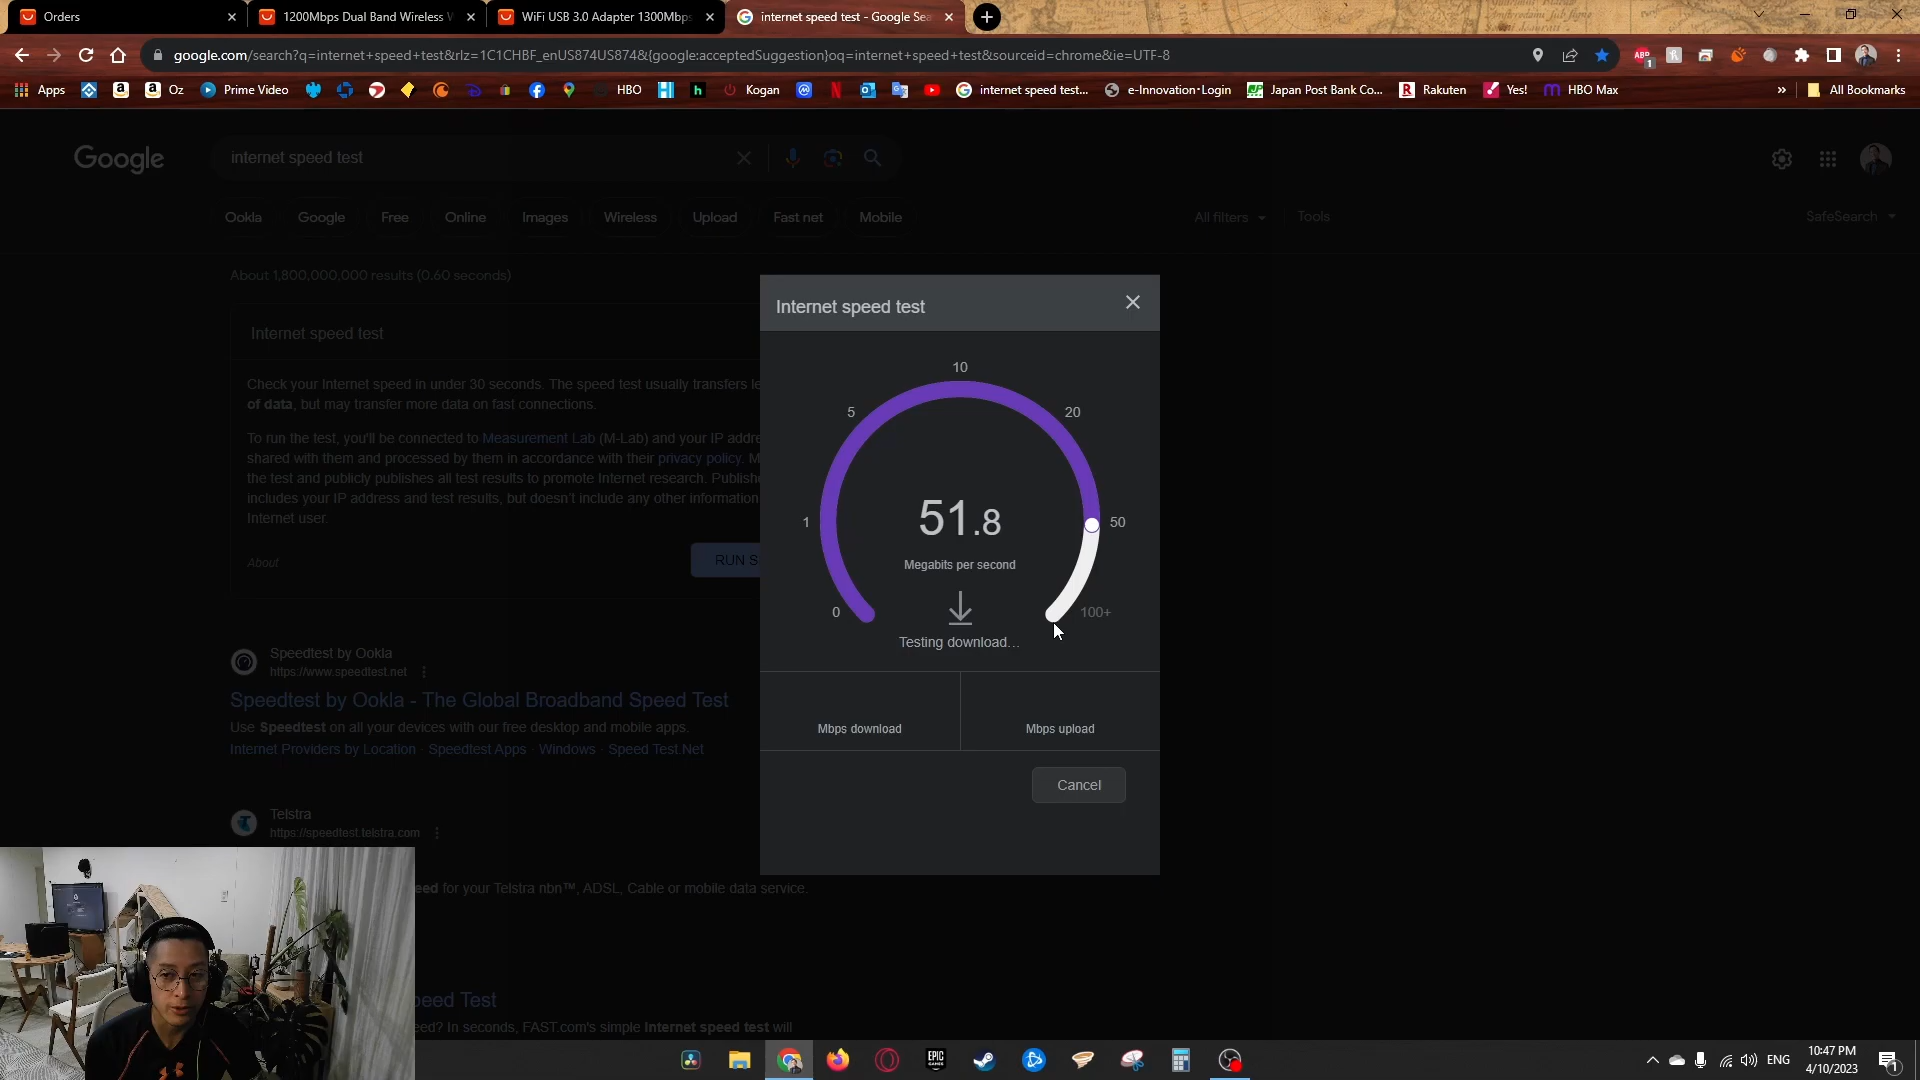 Orders
1200Mbps Dual Band Wireless
WiFi USB 3.0 Adapter 1300Mbps
internet speed test - Google Sea
google.com/search?q=internet+speed+test&rlz=1C1CHBF_enUS874US874&{google:acceptedSuggestion}oq=internet+speed+test&sourceid=chrome&ie=UTF-8
Apps
Oz
Prime Video
HBO
Kogan
internet speed test...
e-Innovation·Login
Japan Post Bank Co...
Rakuten
Yes!
HBO Max
» All Bookmarks
Google
internet speed test
Ookla Google Free Online Images Wireless Upload Fast net Mobile
All filters Tools
SafeSearch
About 1,800,000,000 results (0.60 seconds)
Internet speed test
Check your Internet speed in under 30 seconds. The speed test usually transfers
of data, but may transfer more data on fast connections.
To run the test, you'll be connected to Measurement Lab (M-Lab) and your IP
shared with them and processed by them in accordance with their privacy policy.
the test and publicly publishes all test results to promote Internet research.
includes your IP address and test results, but doesn't include any other information
Internet user.
About
RUN S
Internet speed test
10
5 20
1 50
51.8
Megabits per second
0 100+
Testing download...
Mbps download Mbps upload
Cancel
Speedtest by Ookla
https://www.speedtest.net
Speedtest by Ookla - The Global Broadband Speed Test
Use Speedtest on all your devices with our free desktop and mobile apps.
Internet Providers by Location · Speedtest Apps · Windows · Speed Test Net
Telstra
https://speedtest.telstra.com
eed for your Telstra nbn™, ADSL, Cable or mobile data service.
peed Test
eed? In seconds, FAST.com's simple Internet speed test will
EPIC
GAMES
ENG
10:47 PM
4/10/2023
1